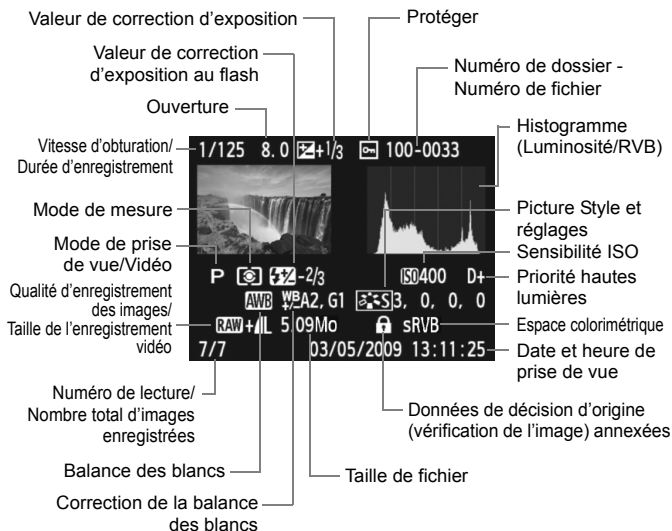 Valeur de correction d'exposition
Protéger
Valeur de correction
d'exposition au flash
Numéro de dossier -
Numéro de fichier
Ouverture
Histogramme
(Luminosité/RVB)
Vitesse d'obturation/
Durée d'enregistrement
1/125 8.0 +1/3 100-0033
Mode de mesure
Picture Style et
réglages
Mode de prise
de vue/Vidéo
Sensibilité ISO
P -2/3 ISO 400 D+
Priorité hautes
lumières
Qualité d'enregistrement
des images/
Taille de l'enregistrement
vidéo
AWB WB +/- A2, G1 S 3, 0, 0, 0
RAW+L 5.09Mo sRVB
Espace colorimétrique
7/7 03/05/2009 13:11:25
Date et heure de
prise de vue
Numéro de lecture/
Nombre total d'images
enregistrées
Données de décision d'origine
(vérification de l'image) annexées
Balance des blancs
Taille de fichier
Correction de la balance
des blancs